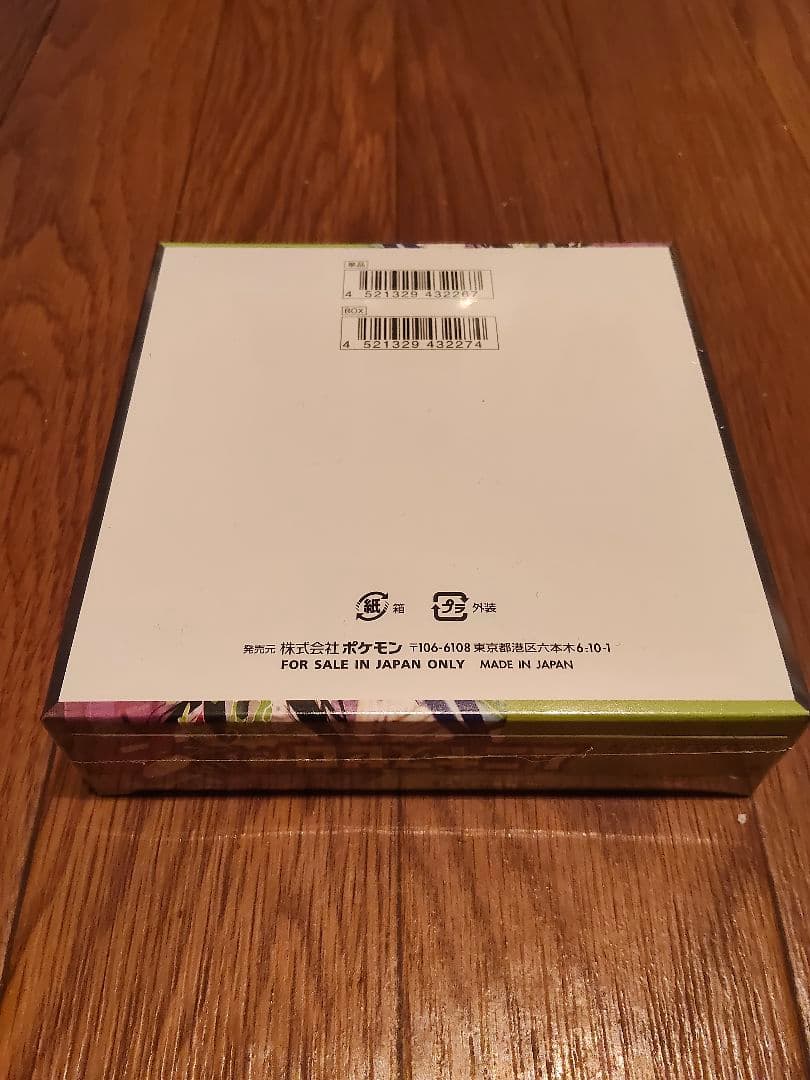 単品
4 521329 432267
BOX
4 521329 432274
紙 箱 プラ 外装
発売元 株式会社 ポケモン 〒106-6108 東京都港区六本木6-10-1
FOR SALE IN JAPAN ONLY MADE IN JAPAN